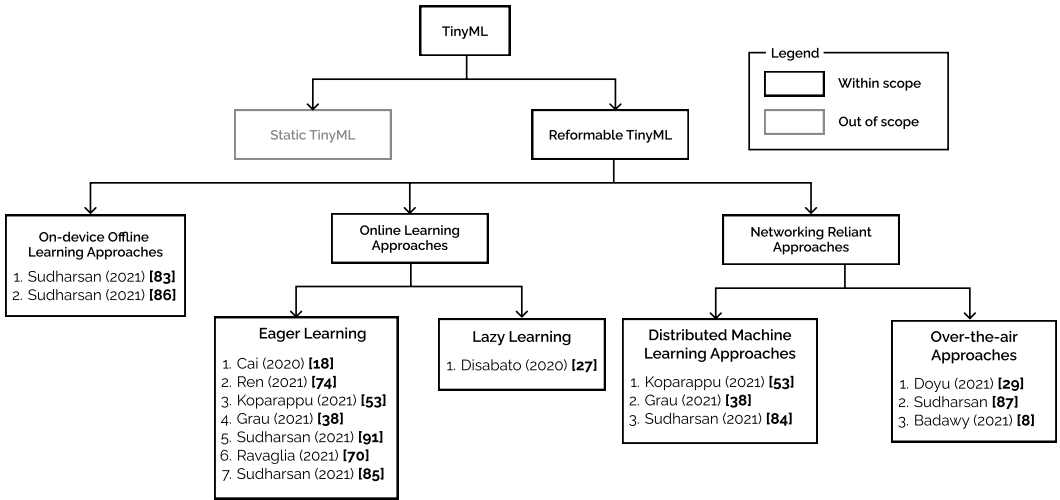 TinyML
Legend
Within scope
Out of scope
Static TinyML
Reformable TinyML
On-device Offline
Learning Approaches
1. Sudharsan (2021) [83]
2. Sudharsan (2021) [86]
Online Learning
Approaches
Networking Reliant
Approaches
Eager Learning
1. Cai (2020) [18]
2. Ren (2021) [74]
3. Koparappu (2021) [53]
4. Grau (2021) [38]
5. Sudharsan (2021) [91]
6. Ravaglia (2021) [70]
7. Sudharsan (2021) [85]
Lazy Learning
1. Disabato (2020) [27]
Distributed Machine
Learning Approaches
1. Koparappu (2021) [53]
2. Grau (2021) [38]
3. Sudharsan (2021) [84]
Over-the-air
Approaches
1. Doyu (2021) [29]
2. Sudharsan [87]
3. Badawy (2021) [8]